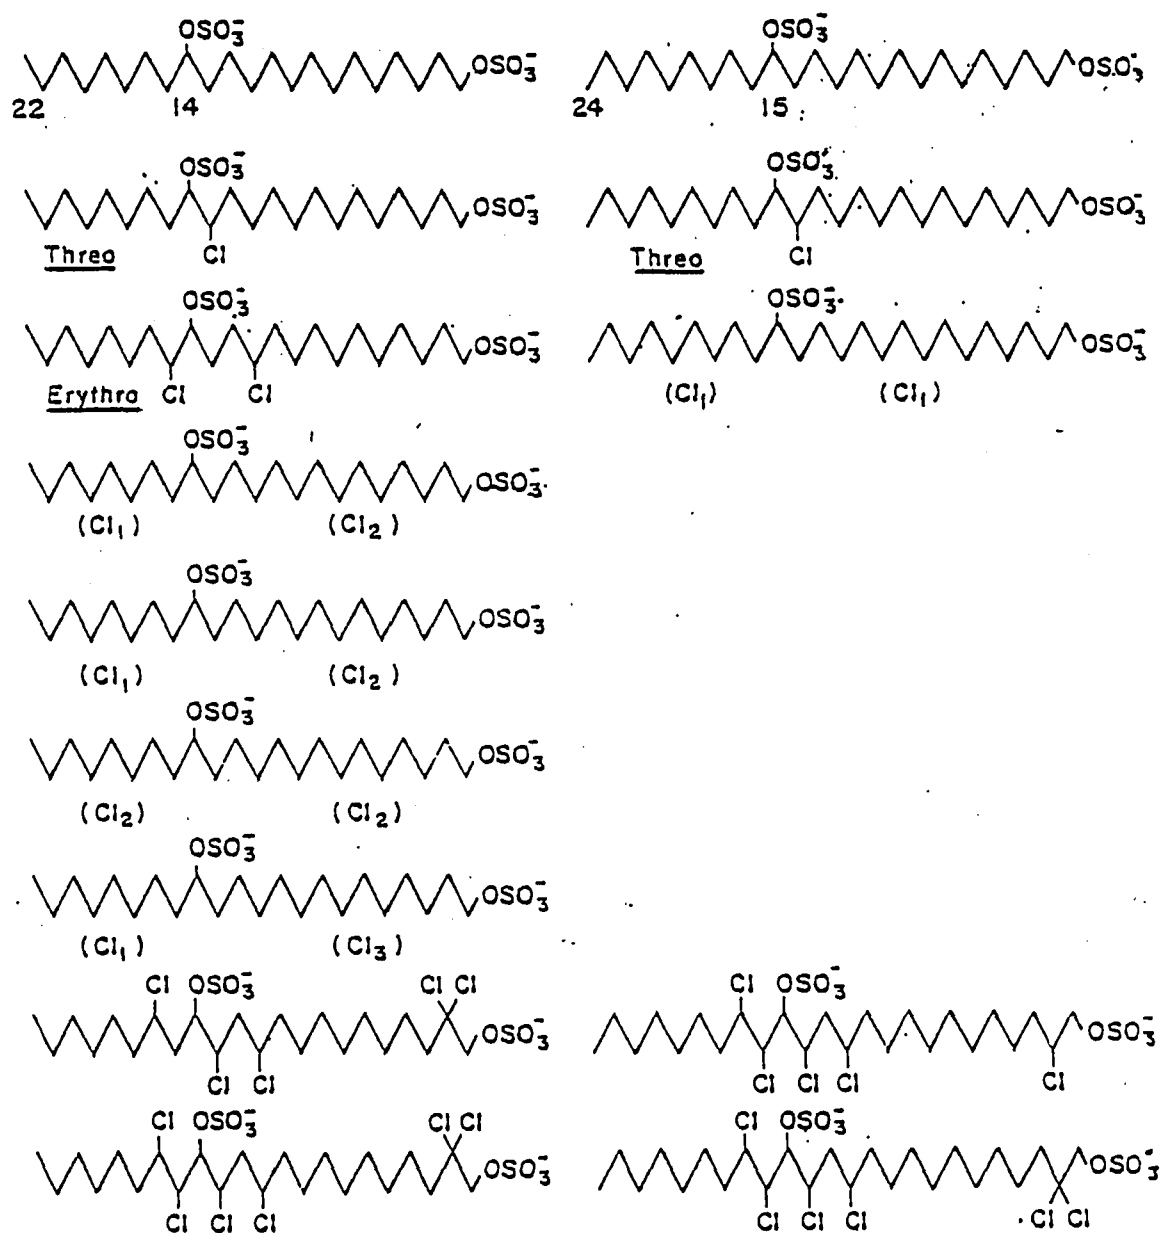 OSO₃⁻ OSO₃⁻
OSO₃⁻ OSO₃⁻
22 14 24 15
OSO₃⁻ OSO₃⁻
OSO₃⁻ OSO₃⁻
Threo Cl Threo Cl
OSO₃⁻ OSO₃⁻
OSO₃⁻ OSO₃⁻
Erythro Cl Cl (Cl₁) (Cl₁)
OSO₃⁻
OSO₃⁻
(Cl₁) (Cl₂)
OSO₃⁻
OSO₃⁻
(Cl₁) (Cl₂)
OSO₃⁻
OSO₃⁻
(Cl₂) (Cl₂)
OSO₃⁻
OSO₃⁻
(Cl₁) (Cl₃)
Cl OSO₃⁻ Cl Cl Cl OSO₃⁻
OSO₃⁻ OSO₃⁻
Cl Cl Cl Cl Cl Cl
Cl OSO₃⁻ Cl Cl Cl OSO₃⁻
OSO₃⁻ OSO₃⁻
Cl Cl Cl Cl Cl Cl Cl Cl